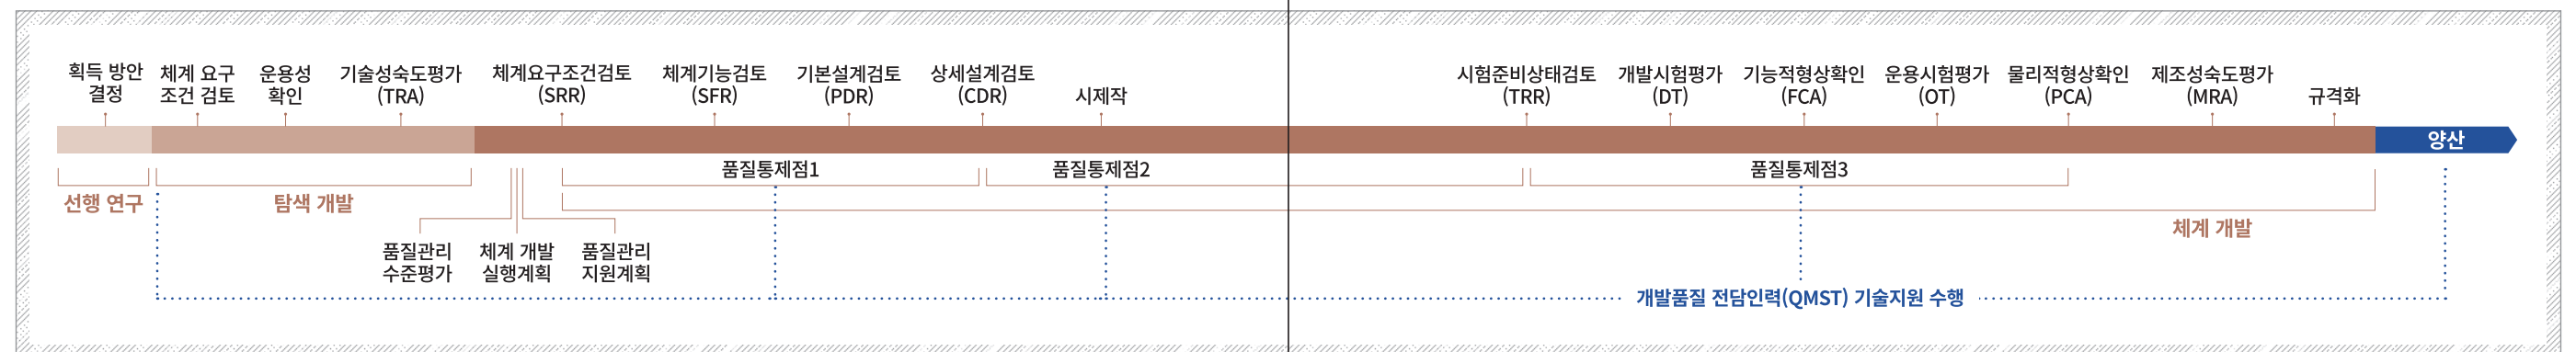 획득 방안
결정
체계 요구
조건 검토
운용성
확인
기술성숙도평가
(TRA)
체계요구조건검토
(SRR)
체계기능검토
(SFR)
기본설계검토
(PDR)
상세설계검토
(CDR)
시제작
시험준비상태검토
(TRR)
개발시험평가
(DT)
기능적형상확인
(FCA)
운용시험평가
(OT)
물리적형상확인
(PCA)
제조성숙도평가
(MRA)
규격화
양산
품질통제점1
품질통제점2
품질통제점3
선행 연구
탐색 개발
체계 개발
품질관리
수준평가
체계 개발
실행계획
품질관리
지원계획
개발품질 전담인력(QMST) 기술지원 수행